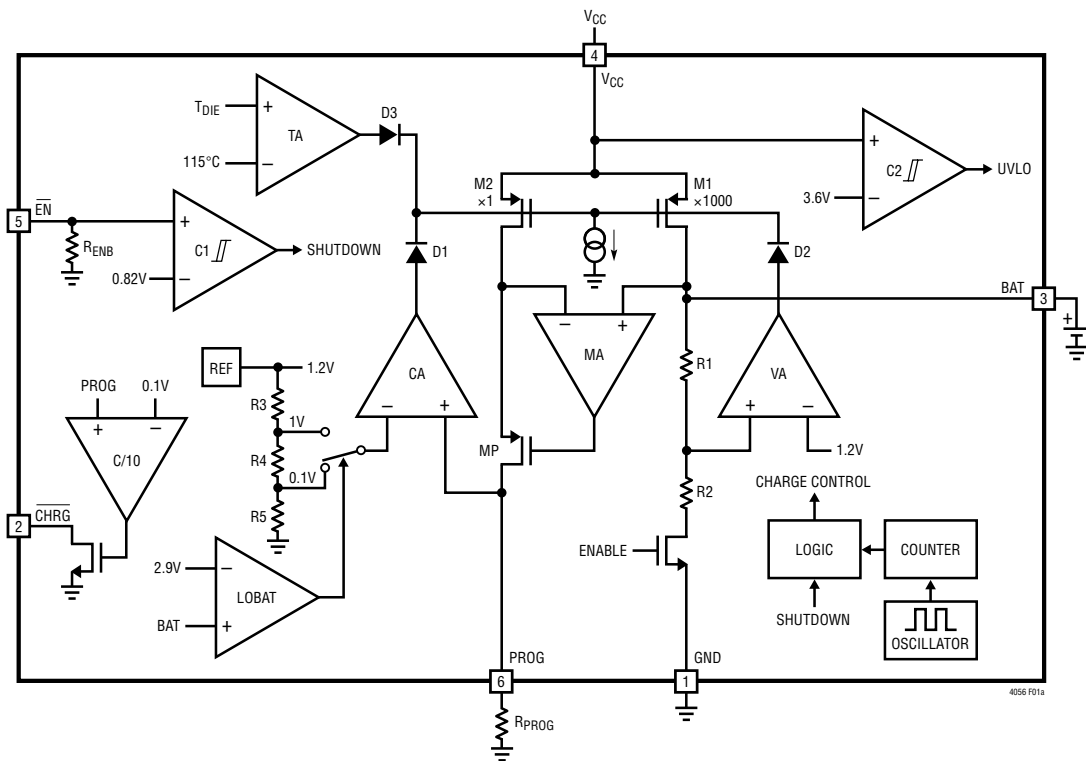 VCC
4
VCC
TDIE
+
TA
D3
115°C
–
M2
×1
M1
×1000
+
C2
UVLO
3.6V
–
5
EN
RENB
+
C1
SHUTDOWN
0.82V
–
D1
D2
BAT
3
+
–
+
MA
REF
1.2V
CA
R1
VA
PROG
0.1V
R3
–
+
+
–
+
–
1V
C/10
R4
MP
1.2V
0.1V
CHARGE CONTROL
2
CHRG
R5
R2
ENABLE
LOGIC
COUNTER
2.9V
–
LOBAT
BAT
+
SHUTDOWN
OSCILLATOR
PROG
GND
6
1
4056 F01a
RPROG